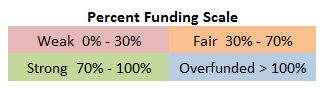 Percent Funding Scale
Weak 0% - 30% Fair 30% - 70%
Strong 70% - 100% Overfunded > 100%